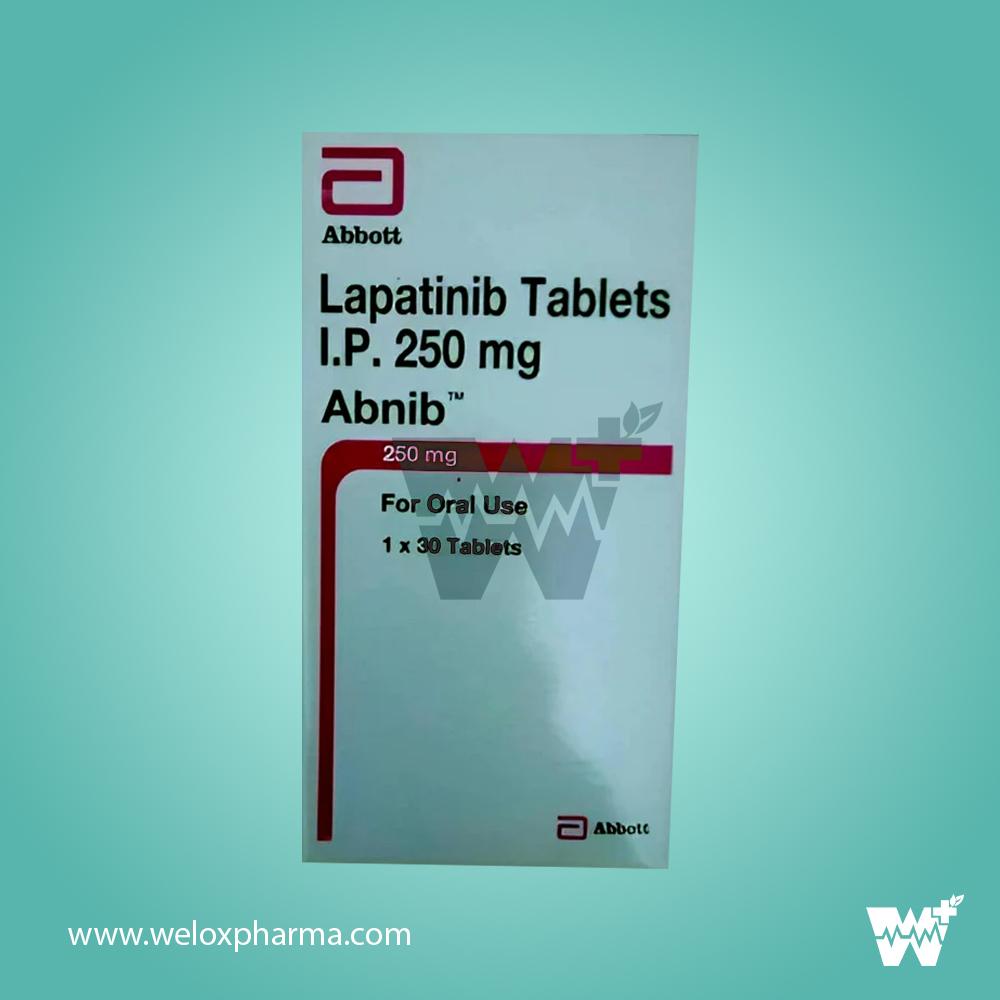 Abbott
Lapatinib Tablets
I.P. 250 mg
Abnib™
250 mg
For Oral Use
1 x 30 Tablets
Abbott
www.weloxpharma.com